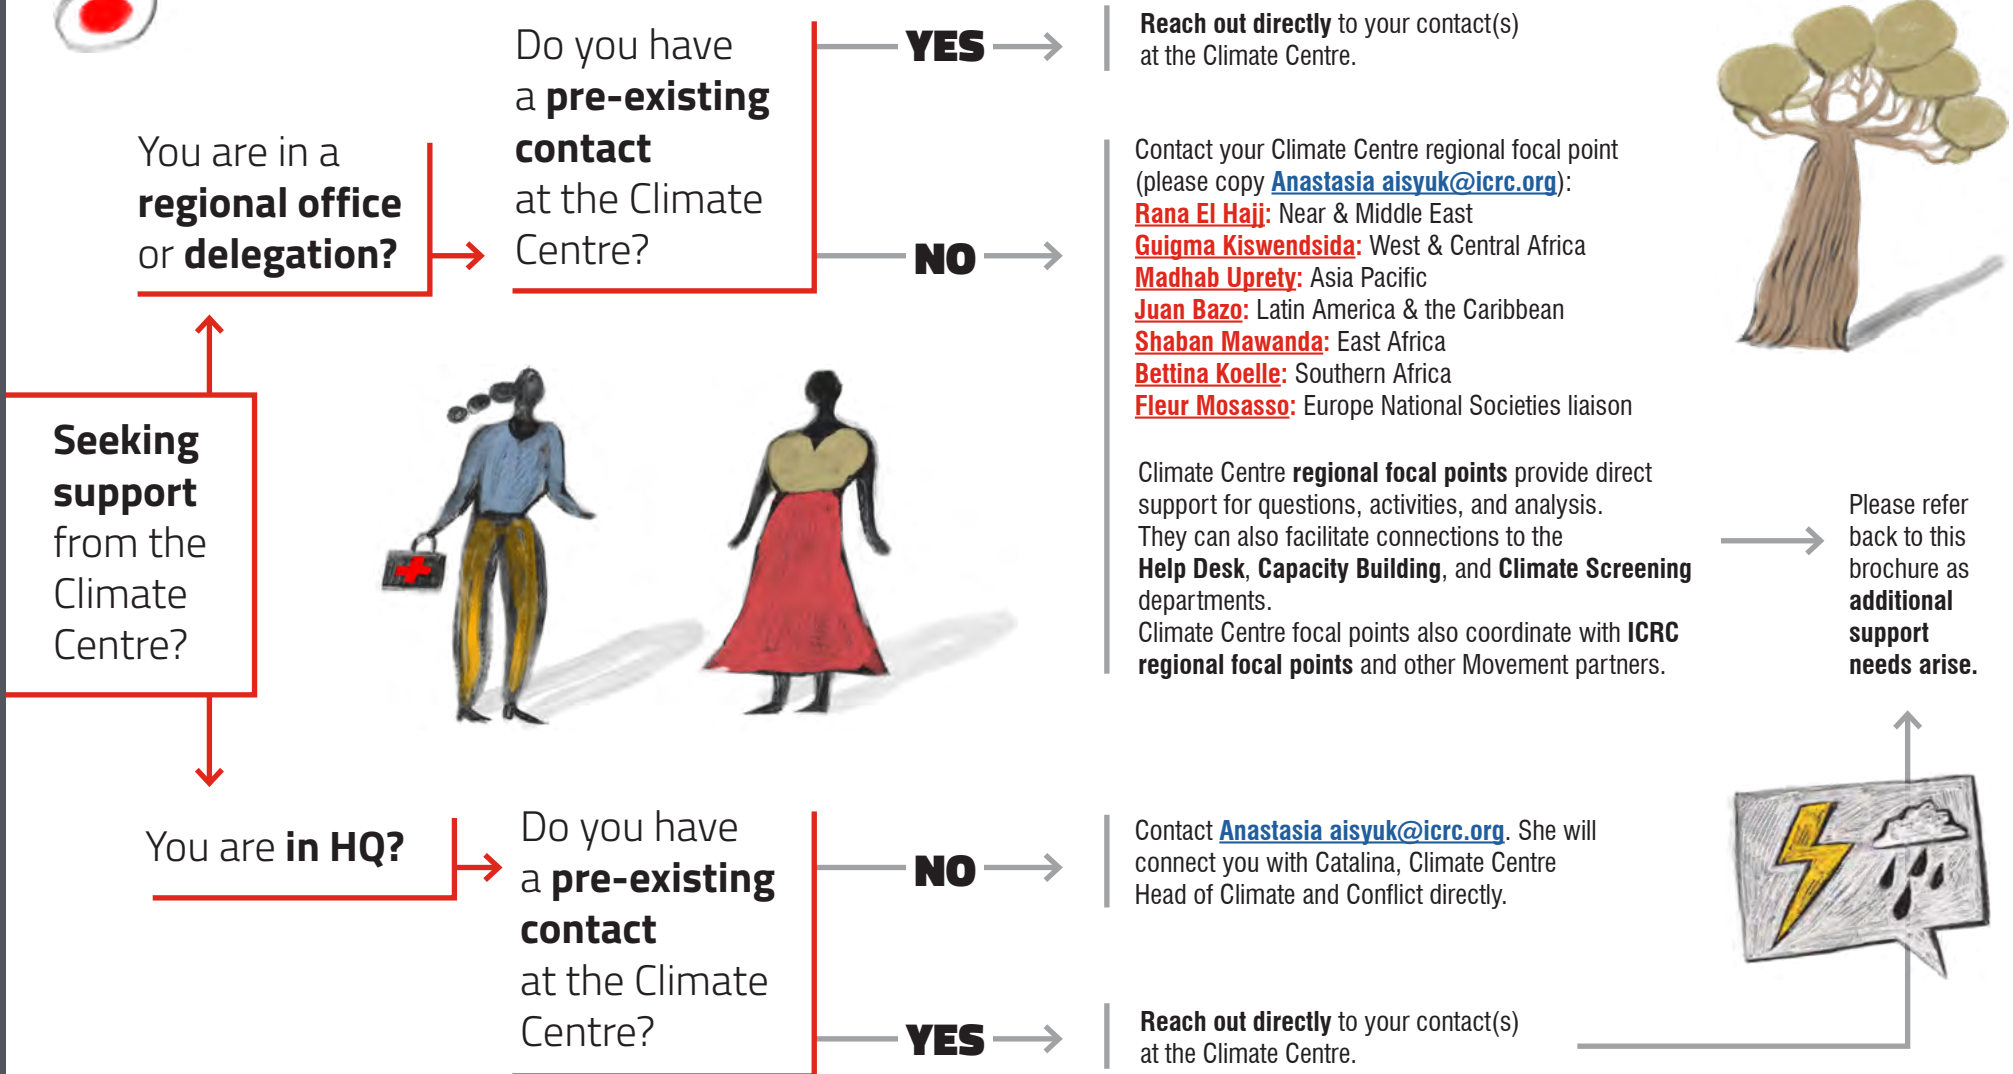 Seeking
support
from the
Climate
Centre?
You are in a
regional office
or delegation?
Do you have
a pre-existing
contact
at the Climate
Centre?
YES
Reach out directly to your contact(s)
at the Climate Centre.
NO
Contact your Climate Centre regional focal point
(please copy Anastasia aisyuk@icrc.org):
Rana El Hajj: Near & Middle East
Guigma Kiswendsida: West & Central Africa
Madhab Uprety: Asia Pacific
Juan Bazo: Latin America & the Caribbean
Shaban Mawanda: East Africa
Bettina Koelle: Southern Africa
Fleur Mosasso: Europe National Societies liaison
Climate Centre regional focal points provide direct
support for questions, activities, and analysis.
They can also facilitate connections to the
Help Desk, Capacity Building, and Climate Screening
departments.
Climate Centre focal points also coordinate with ICRC
regional focal points and other Movement partners.
Please refer
back to this
brochure as
additional
support
needs arise.
You are in HQ?
Do you have
a pre-existing
contact
at the Climate
Centre?
NO
Contact Anastasia aisyuk@icrc.org. She will
connect you with Catalina, Climate Centre
Head of Climate and Conflict directly.
YES
Reach out directly to your contact(s)
at the Climate Centre.